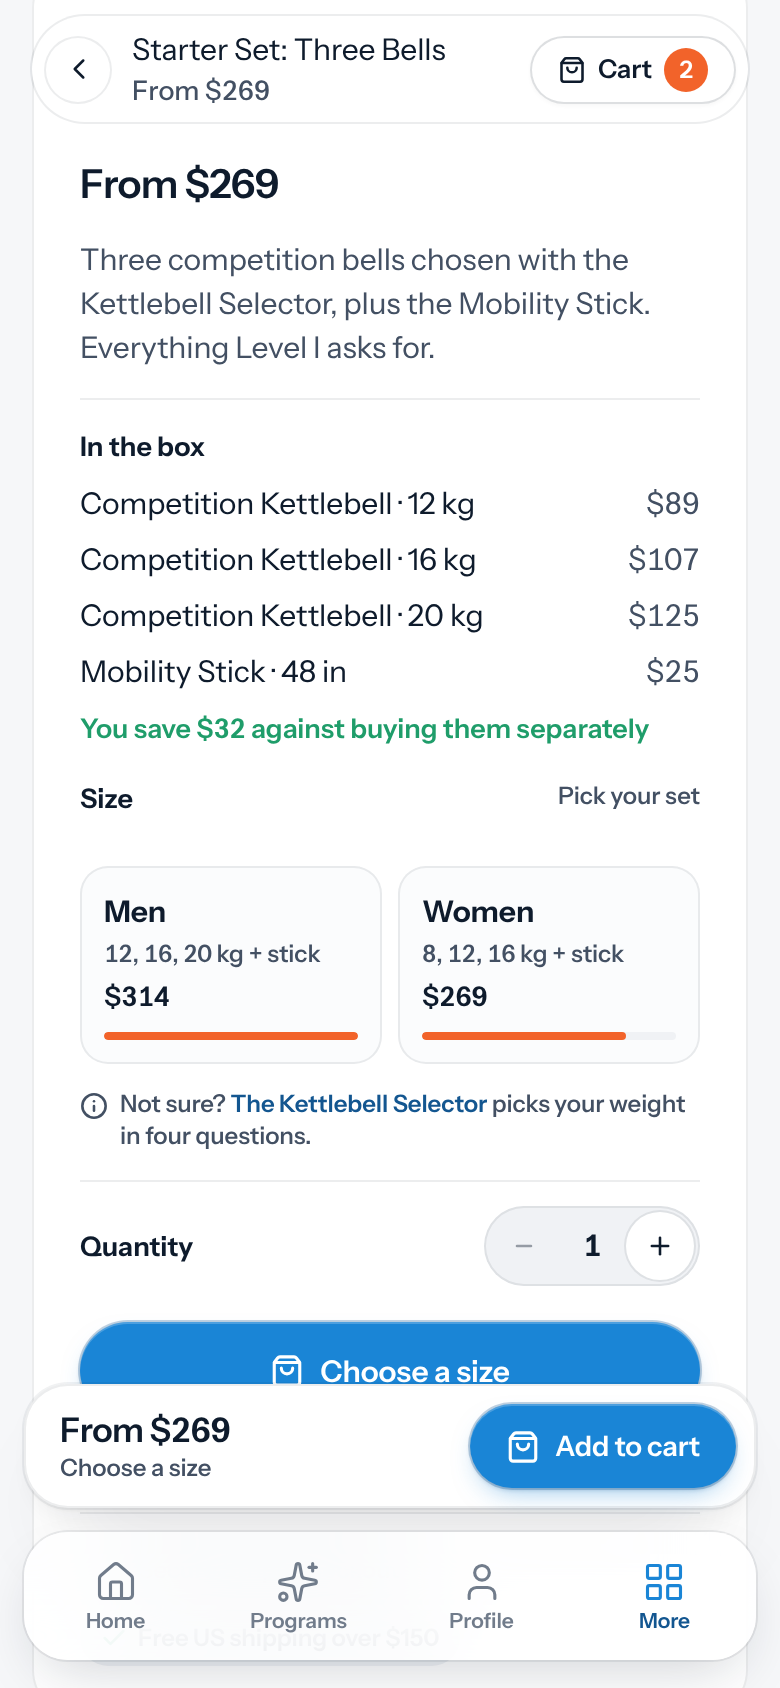 Starter Set: Three Bells
From $269
Cart 2
From $269
Three competition bells chosen with the
Kettlebell Selector, plus the Mobility Stick.
Everything Level I asks for.
In the box
Competition Kettlebell · 12 kg $89
Competition Kettlebell · 16 kg $107
Competition Kettlebell · 20 kg $125
Mobility Stick · 48 in $25
You save $32 against buying them separately
Size Pick your set
Men
12, 16, 20 kg + stick
$314
Women
8, 12, 16 kg + stick
$269
Not sure? The Kettlebell Selector picks your weight
in four questions.
Quantity − 1 +
Choose a size
From $269
Choose a size
Add to cart
Home Programs Profile More
Free US shipping over $150